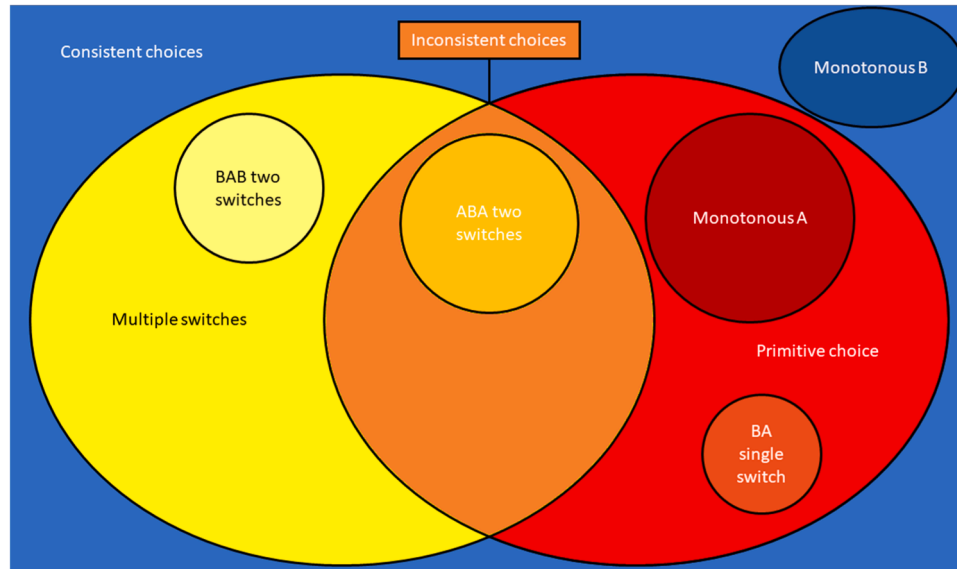 Consistent choices
Inconsistent choices
Monotonous B
BAB two
switches
ABA two
switches
Monotonous A
Multiple switches
Primitive choice
BA
single
switch